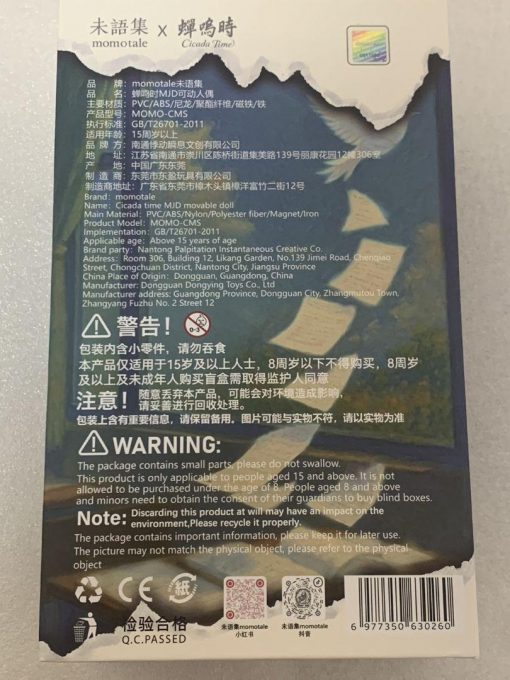 未語集 x 蟬鳴時
momotale Cicada Time
品 牌：momotale未语集
品 名：蝉鸣时MJD可动人偶
主要材质：PVC/ABS/尼龙/聚酯纤维/磁铁/铁
产品型号：MOMO-CMS
执行标准：GB/T26701-2011
适用年龄：15周岁以上
品 牌 方：南通悸动瞬息文创有限公司
地 址：江苏省南通市崇川区陈桥街道集美路139号丽康花园12幢306室
产 地：中国广东东莞
制 造 商：东莞市东盈玩具有限公司
制造商地址：广东省东莞市樟木头镇樟洋富竹二街12号
Brand：momotale
Name：Cicada time MJD movable doll
Main Material：PVC/ABS/Nylon/Polyester fiber/Magnet/Iron
Product Model：MOMO-CMS
Implementation：GB/T26701-2011
Applicable age：Above 15 years of age
Brand party：Nantong Palpitation Instantaneous Creative Co.
Address：Room 306, Building 12, Likang Garden, No.139 Jimei Road, Chenqiao
Street, Chongchuan District, Nantong City, Jiangsu Province
China Place of Origin：Dongguan, Guangdong, China
Manufacturer：Dongguan Dongying Toys Co., Ltd
Manufacturer address：Guangdong Province, Dongguan City, Zhangmutou Town,
Zhangyang Fuzhu No. 2 Street 12
警告！ 0-3
包装内含小零件，请勿吞食
本产品仅适用于15岁及以上人士，8周岁以下不得购买，8周岁
及以上及未成年人购买盲盒需取得监护人同意
注意！随意丢弃本产品，可能会对环境造成影响，
请妥善进行回收处理。
包装上含有重要信息，请保留备用。图片可能与实物不符，请以实物为准
WARNING:
The package contains small parts, please do not swallow.
This product is only applicable to people aged 15 and above. It is not
allowed to be purchased under the age of 8. People aged 8 and above
and minors need to obtain the consent of their guardians to buy blind boxes.
Note: Discarding this product at will may have an impact on the
environment,Please recycle it properly.
The package contains important information, please keep it for later use.
The picture may not match the physical object, please refer to the physical
object
CE 紙
检验合格
Q.C.PASSED
未语集momotale
小红书
未语集momotale
抖音
6 977350 630260